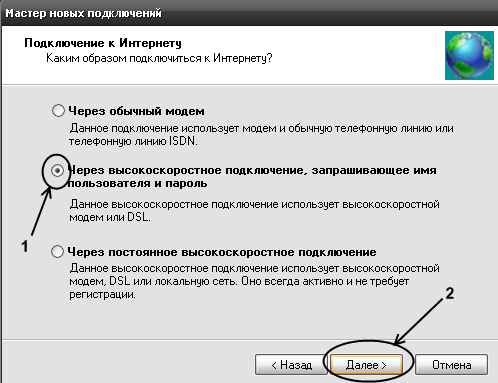 Мастер новых подключений
Подключение к Интернету
Каким образом подключиться к Интернету?
Через обычный модем
Данное подключение использует модем и обычную телефонную линию или
телефонную линию ISDN.
Через высокоскоростное подключение, запрашивающее имя
пользователя и пароль
Данное высокоскоростное подключение использует высокоскоростной
модем или DSL.
1
Через постоянное высокоскоростное подключение
Данное высокоскоростное подключение использует высокоскоростной
модем, DSL или локальную сеть. Оно всегда активно и не требует
регистрации.
2
< Назад
Далее >
Отмена